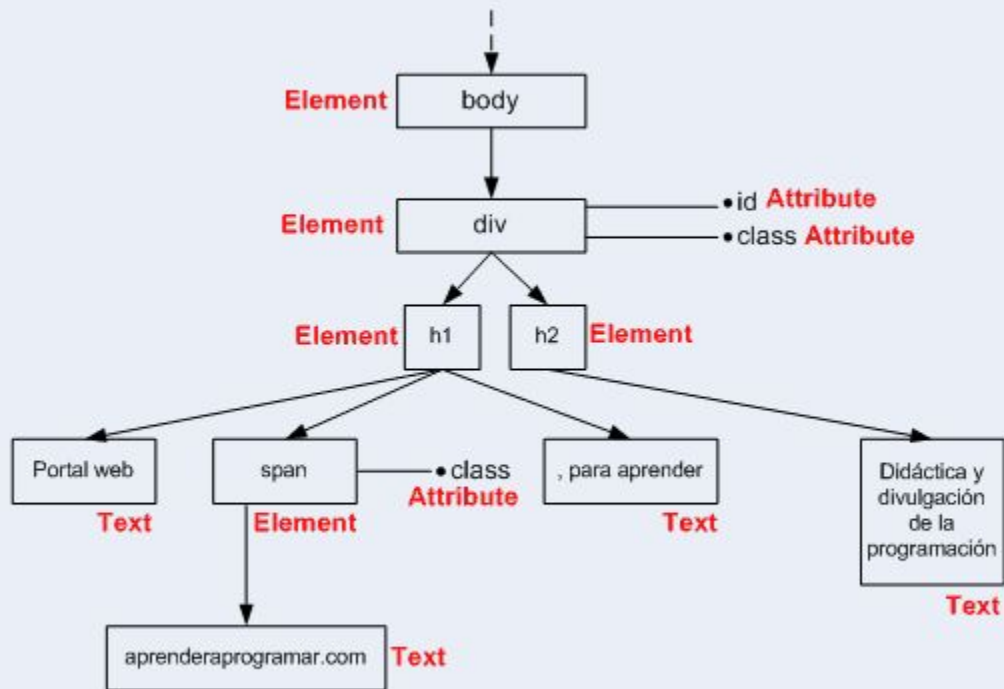 Element body
Element div
• id Attribute
• class Attribute
Element h1
h2 Element
Portal web
Text
span
Element
• class
Attribute
, para aprender
Text
Didáctica y
divulgación
de la
programación
Text
aprenderaprogramar.com Text